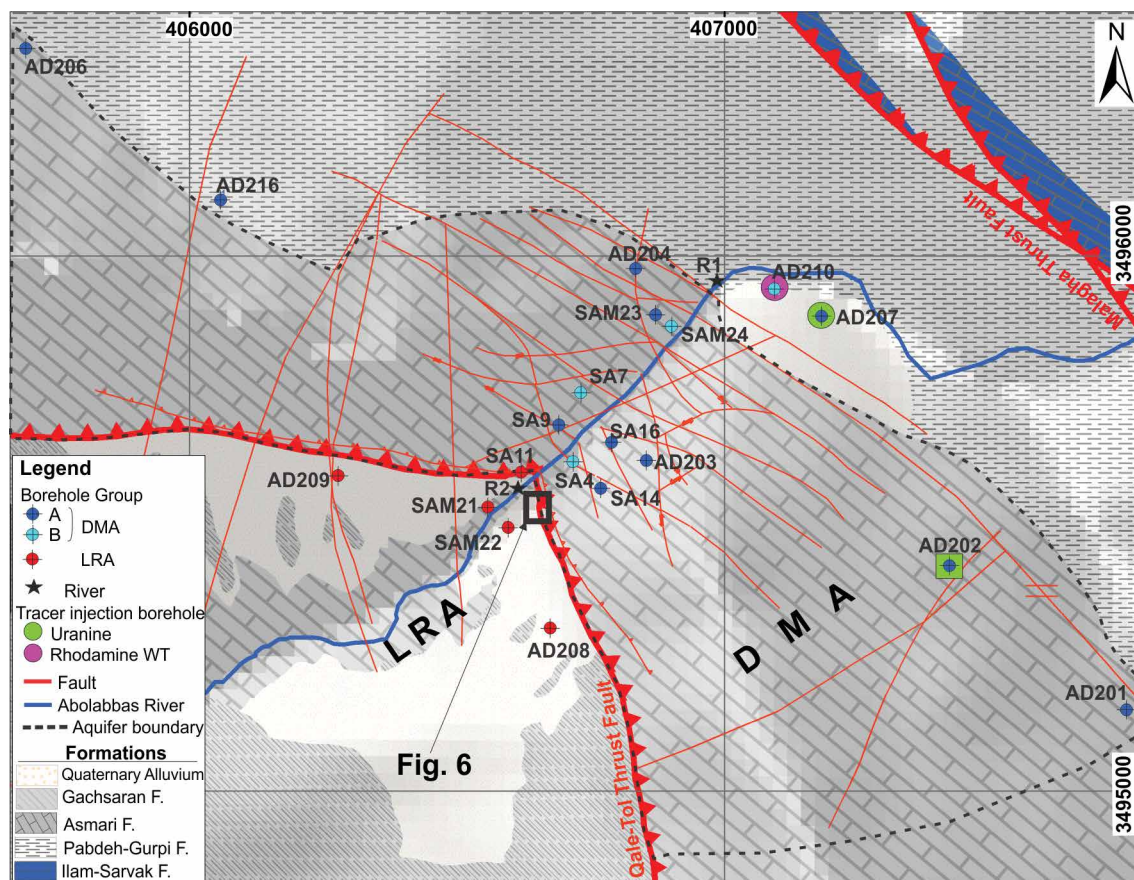 406000
407000
N
AD206
AD216
3496000
Malagha Thrust Fault
AD204
R1
AD210
SAM23
AD207
SAM24
SA7
SA9
SA16
SA11
AD203
AD209
R2
SA4
SA14
SAM21
SAM22
AD202
LRA
DMA
AD208
AD201
Fig. 6
Qale-Tol Thrust Fault
3495000
Legend
Borehole Group
A
B
DMA
LRA
River
Tracer injection borehole
Uranine
Rhodamine WT
Fault
Abolabbas River
Aquifer boundary
Formations
Quaternary Alluvium
Gachsaran F.
Asmari F.
Pabdeh-Gurpi F.
Ilam-Sarvak F.